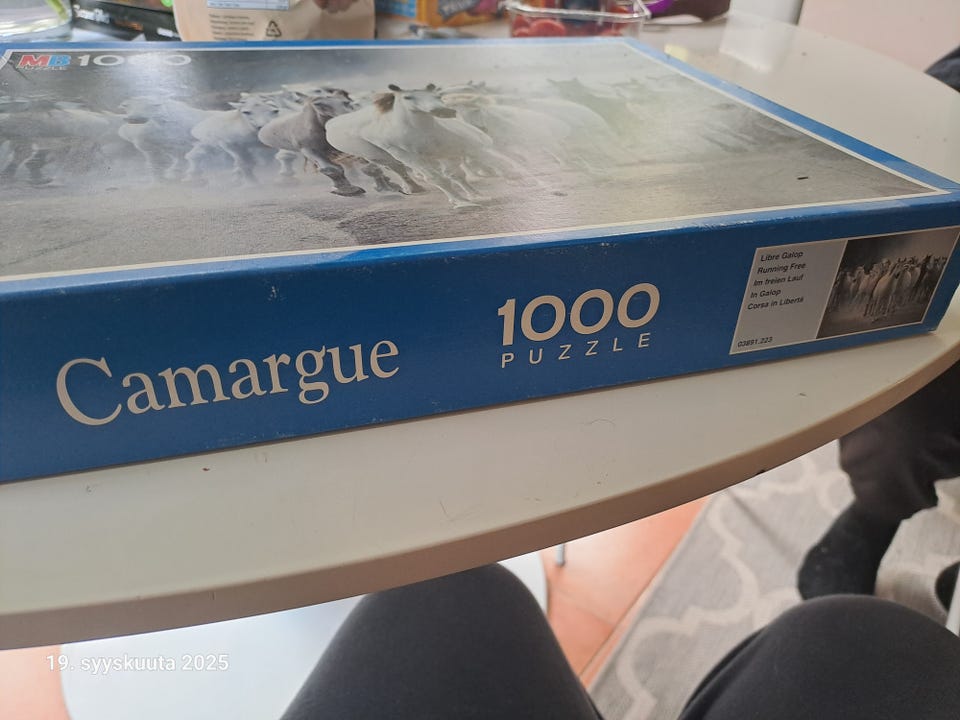 MB 1000
PUZZLE
Camargue
1000
PUZZLE
Libre Galop
Running Free
Im freien Lauf
In Galop
Corsa in Libertà
03891.223
19. syyskuuta 2025